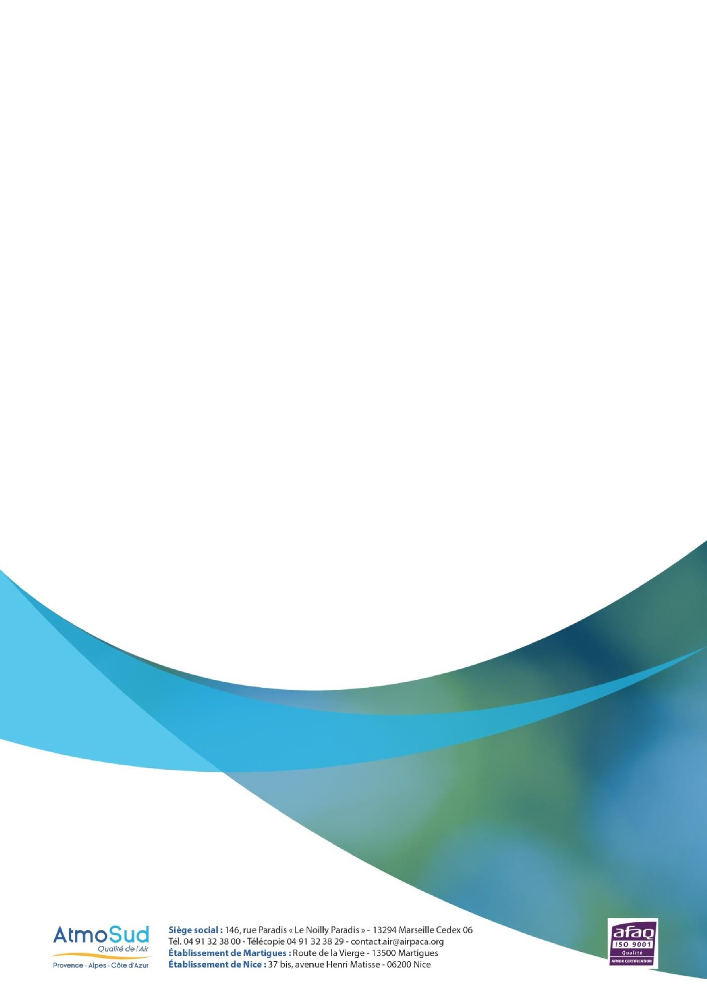 AtmoSud
Qualité de l'Air
Provence - Alpes - Côte d'Azur
Siège social : 146, rue Paradis « Le Noilly Paradis » - 13294 Marseille Cedex 06
Tél. 04 91 32 38 00 - Télécopie 04 91 32 38 29 - contact.air@airpaca.org
Établissement de Martigues : Route de la Vierge - 13500 Martigues
Établissement de Nice : 37 bis, avenue Henri Matisse - 06200 Nice
afaq
ISO 9001
Qualité
AFNOR CERTIFICATION